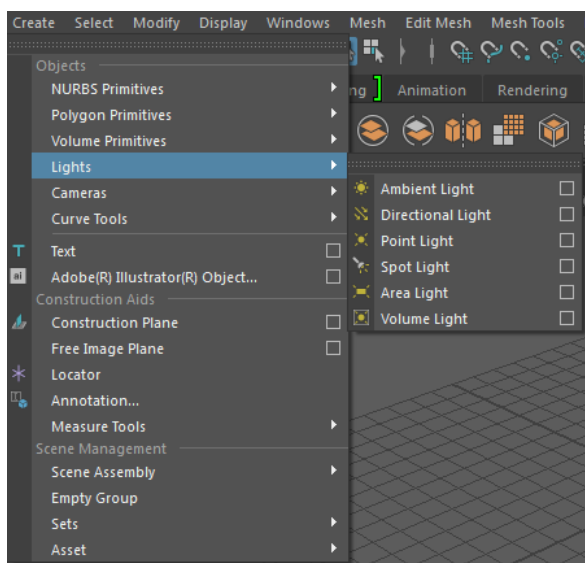 Create Select Modify Display Windows Mesh Edit Mesh Mesh Tools
Objects
NURBS Primitives
Polygon Primitives
Volume Primitives
Lights
Cameras
Curve Tools
Text
Adobe(R) Illustrator(R) Object...
Construction Aids
Construction Plane
Free Image Plane
Locator
Annotation...
Measure Tools
Scene Management
Scene Assembly
Empty Group
Sets
Asset
ng Animation Rendering
Ambient Light
Directional Light
Point Light
Spot Light
Area Light
Volume Light
T
ai